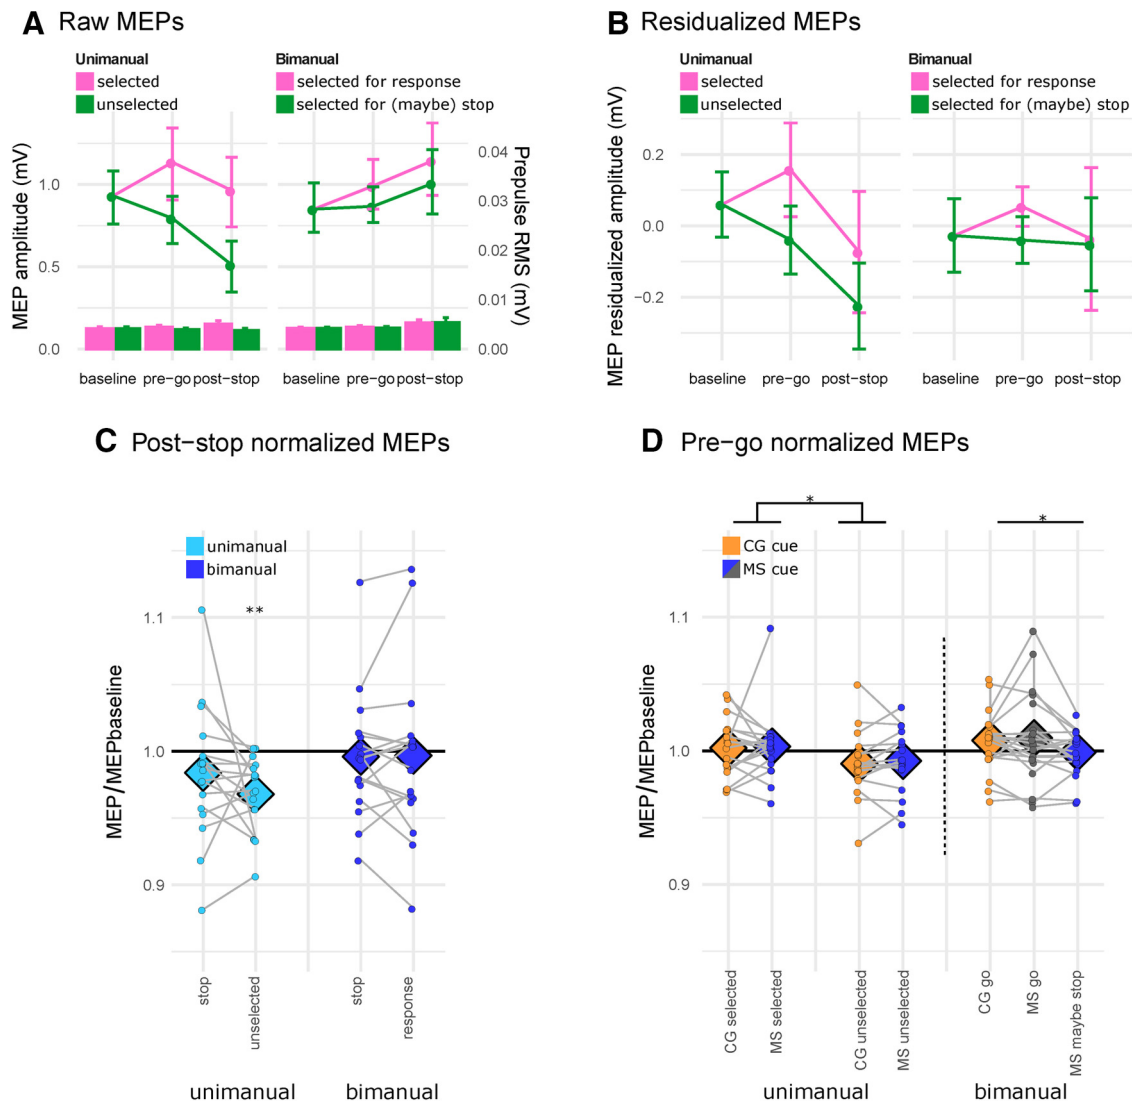 A Raw MEPs
Unimanual
selected
unselected
Bimanual
selected for response
selected for (maybe) stop
MEP amplitude (mV)
1.0
0.5
0.0
Prepulse RMS (mV)
0.04
0.03
0.02
0.01
0.00
baseline pre-go post-stop
baseline pre-go post-stop
B Residualized MEPs
Unimanual
selected
unselected
Bimanual
selected for response
selected for (maybe) stop
MEP residualized amplitude (mV)
0.2
0.0
−0.2
baseline pre-go post-stop
baseline pre-go post-stop
C Post−stop normalized MEPs
unimanual
bimanual
**
MEP/MEPbaseline
1.1
1.0
0.9
stop
unselected
stop
response
unimanual
bimanual
D Pre−go normalized MEPs
*
*
CG cue
MS cue
MEP/MEPbaseline
1.1
1.0
0.9
CG selected
MS selected
CG unselected
MS unselected
CG go
MS go
MS maybe stop
unimanual
bimanual